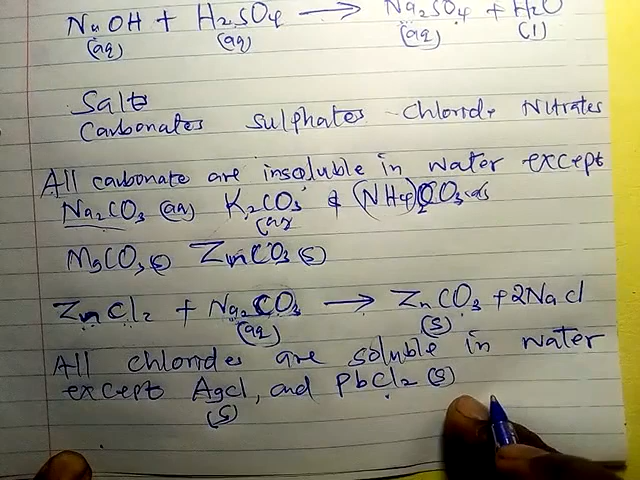 NaOH + H2SO4 → Na2SO4 + H2O
(aq) (aq) (aq) (l)
Salts
Carbonates Sulphates Chloride Nitrates
All carbonate are insoluble in water except
Na2CO3 (aq) K2CO3 & (NH4)2CO3 (aq)
(aq)
MgCO3(s) ZnCO3(s)
ZnCl2 + Na2CO3 → ZnCO3 + 2NaCl
(aq) (s)
All chlorides are soluble in water
except AgCl, and PbCl2 (s)
(s)